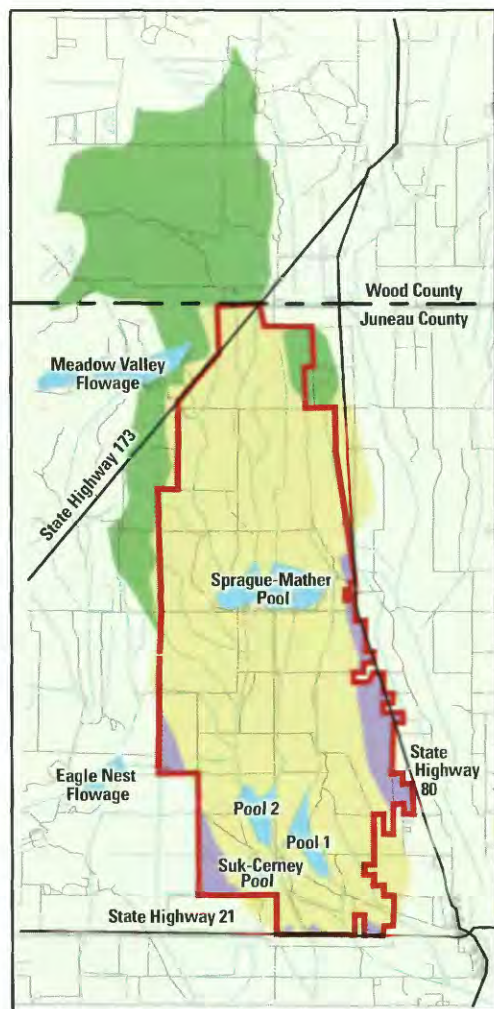 Wood County
Juneau County
Meadow Valley
Flowage
State Highway 173
Sprague-Mather
Pool
State
Highway
80
Eagle Nest
Flowage
Pool 2
Pool 1
Suk-Cerney
Pool
State Highway 21